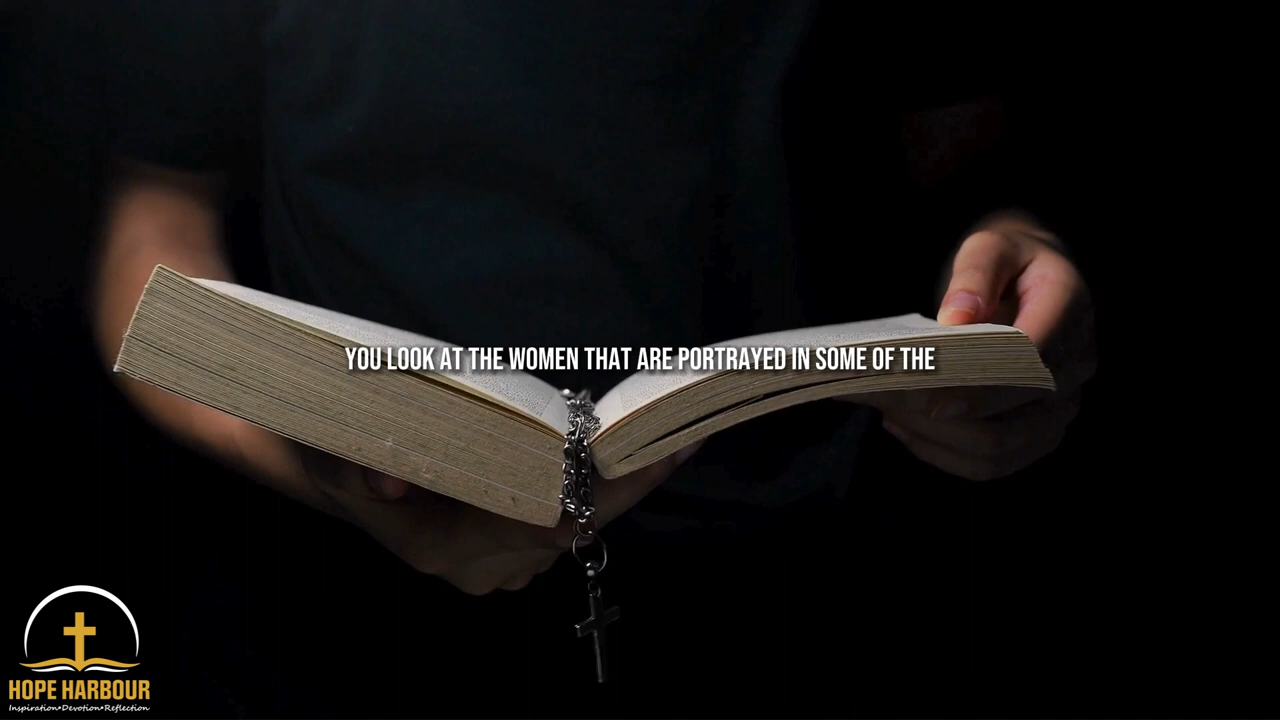 YOU LOOK AT THE WOMEN THAT ARE PORTRAYED IN SOME OF THE
HOPE HARBOUR
Inspiration•Devotion•Reflection